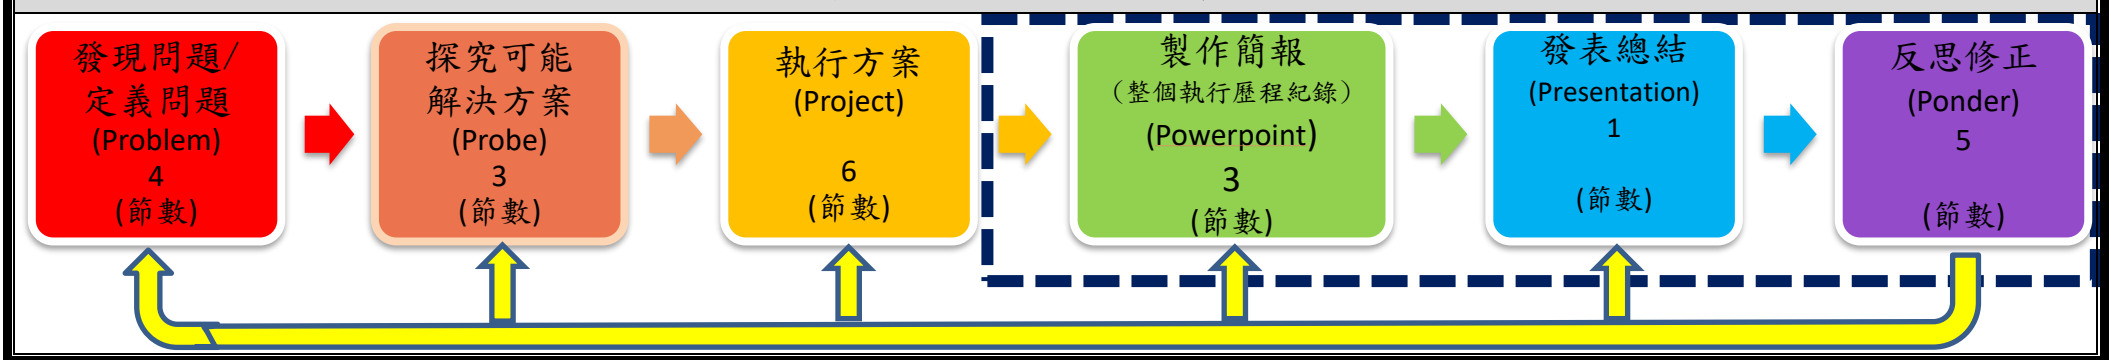 發現問題/
定義問題
(Problem)
4
(節數)
探究可能
解決方案
(Probe)
3
(節數)
執行方案
(Project)
6
(節數)
製作簡報
（整個執行歷程紀錄）
(Powerpoint)
3
(節數)
發表總結
(Presentation)
1
(節數)
反思修正
(Ponder)
5
(節數)